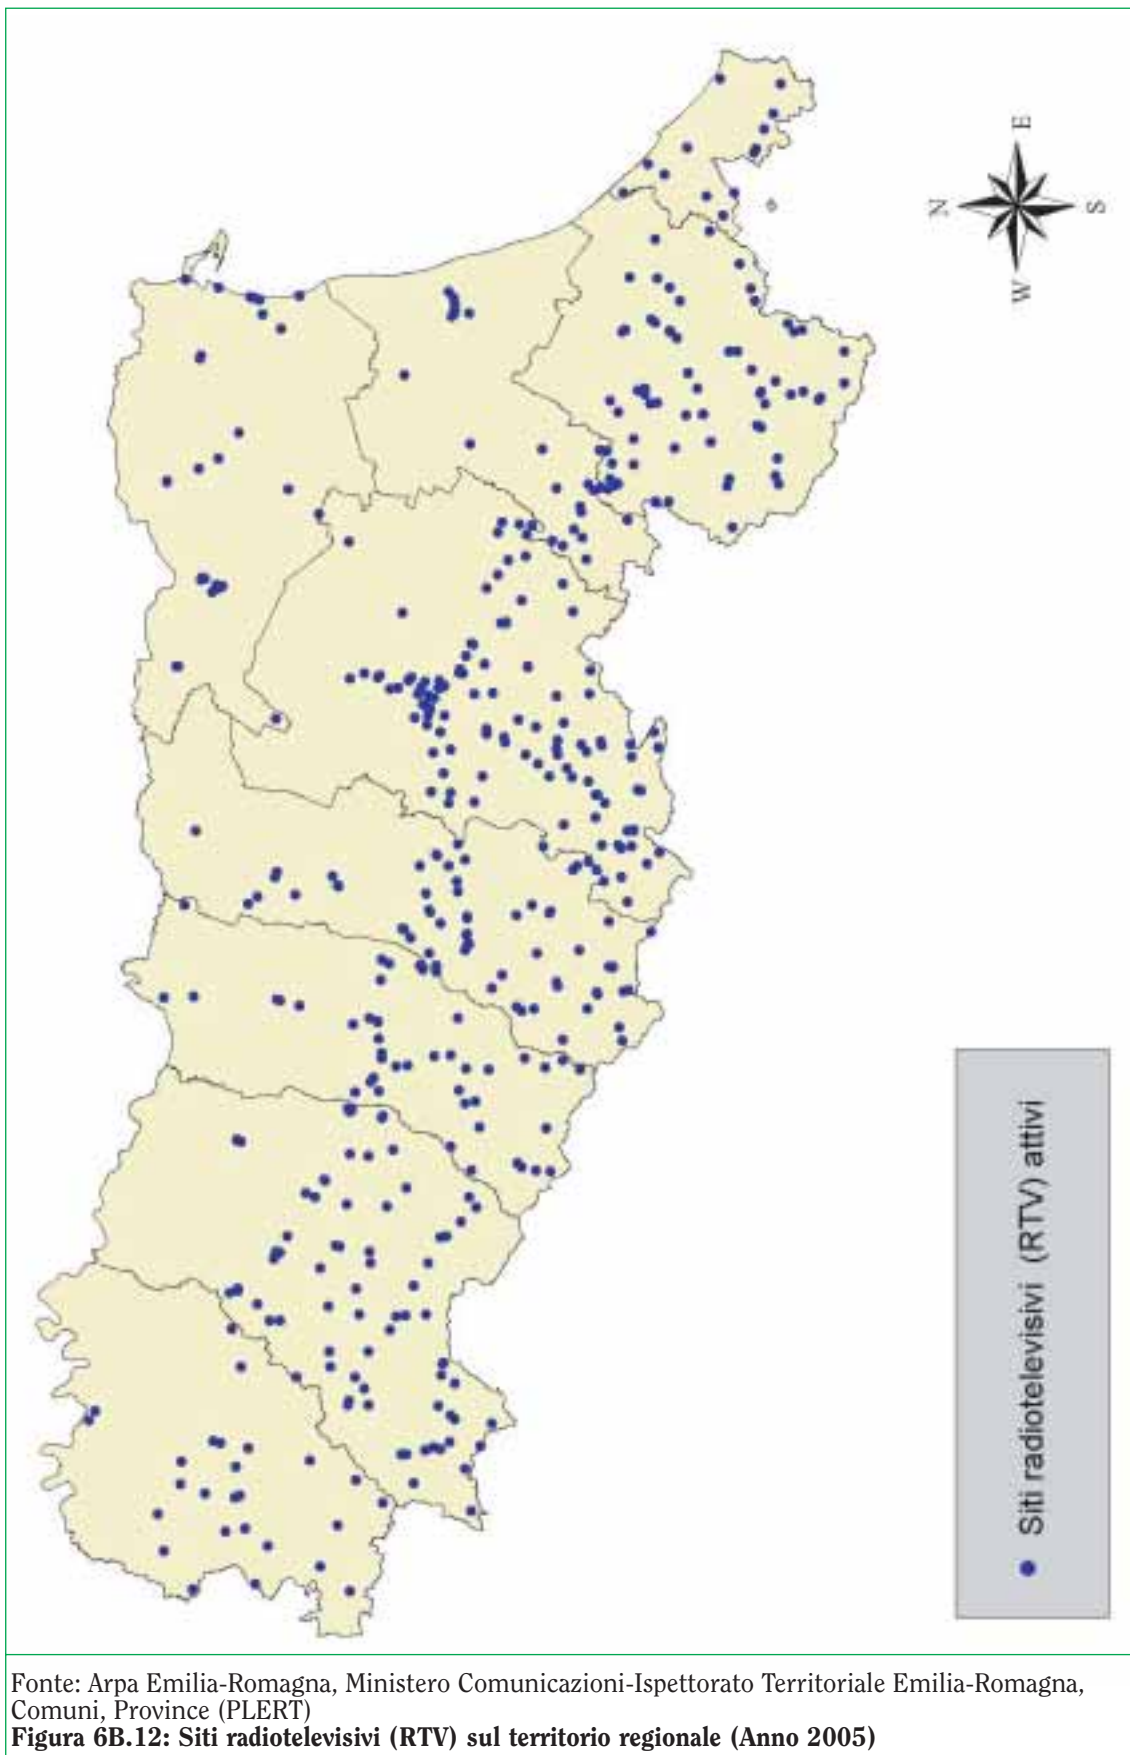 N
E
S
W
Siti radiotelevisivi (RTV) attivi
Fonte: Arpa Emilia-Romagna, Ministero Comunicazioni-Ispettorato Territoriale Emilia-Romagna,
Comuni, Province (PLERT)
Figura 6B.12: Siti radiotelevisivi (RTV) sul territorio regionale (Anno 2005)